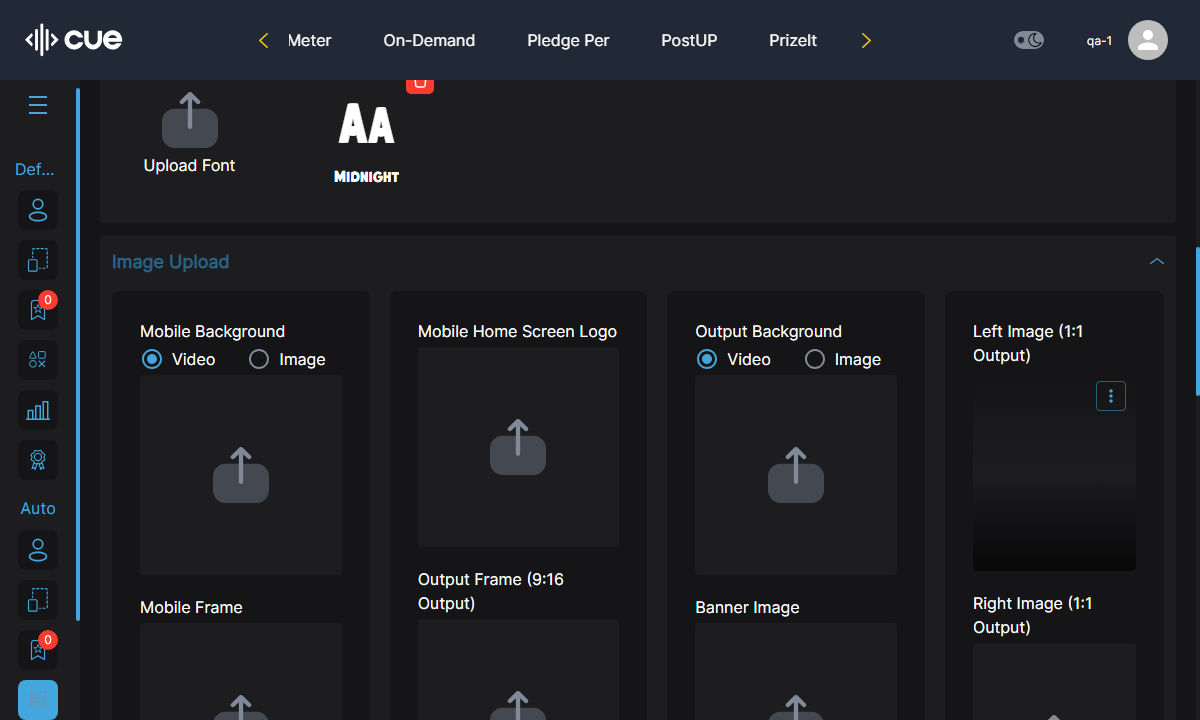 cue
Meter
On-Demand
Pledge Per
PostUP
PrizeIt
qa-1
Def...
0
Auto
0
Upload Font
AA
MIDNIGHT
Image Upload
Mobile Background
Video
Image
Mobile Home Screen Logo
Output Background
Video
Image
Left Image (1:1
Output)
Mobile Frame
Output Frame (9:16
Output)
Banner Image
Right Image (1:1
Output)